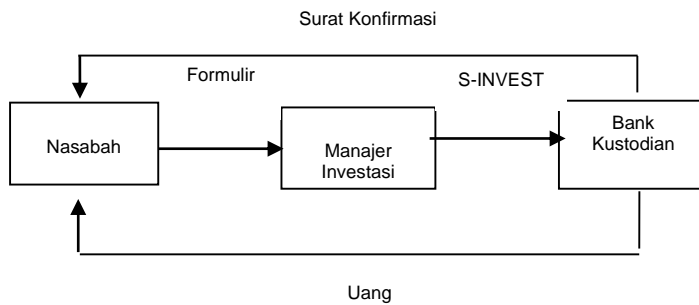 Surat Konfirmasi
Formulir
S-INVEST
Nasabah
Manajer
Investasi
Bank
Kustodian
Uang